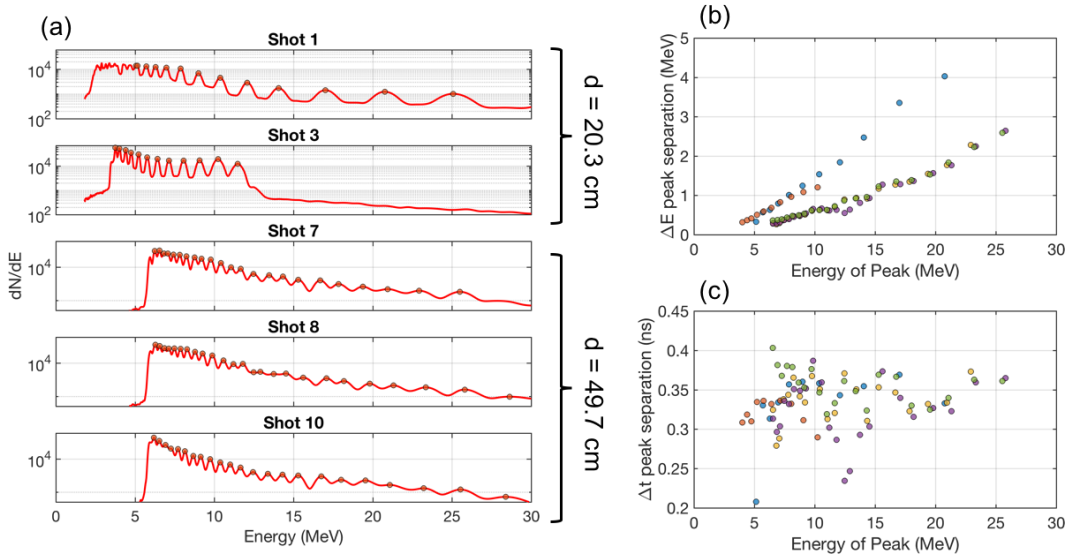 (a)
Shot 1
10^4
10^2
Shot 3
10^4
10^2
d = 20.3 cm
Shot 7
10^4
Shot 8
10^4
Shot 10
10^4
d = 49.7 cm
dN/dE
0 5 10 15 20 25 30
Energy (MeV)
(b)
ΔE peak separation (MeV)
5
4
3
2
1
0
0 5 10 15 20 25 30
Energy of Peak (MeV)
(c)
Δt peak separation (ns)
0.45
0.4
0.35
0.3
0.25
0.2
0 5 10 15 20 25 30
Energy of Peak (MeV)